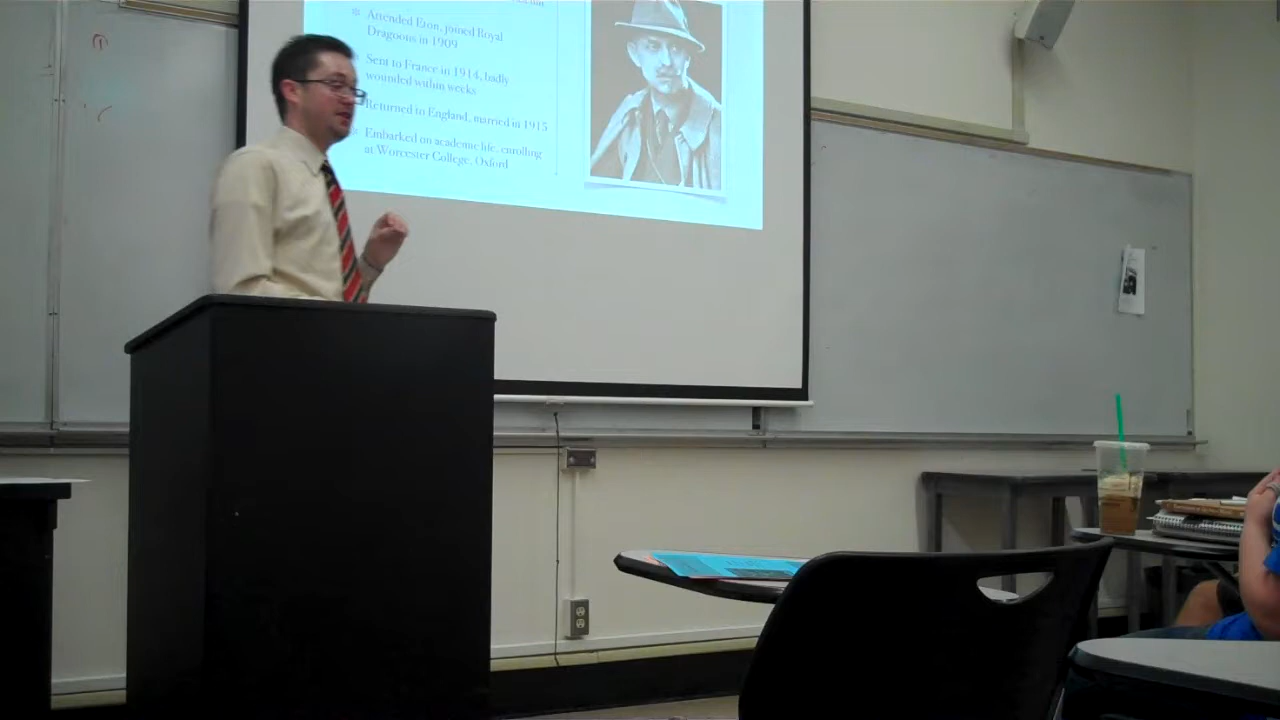 * Attended Eton, joined Royal
Dragoons in 1909
Sent to France in 1914, badly
wounded within weeks
Returned to England, married in 1915
* Embarked on academic life, enrolling
at Worcester College, Oxford